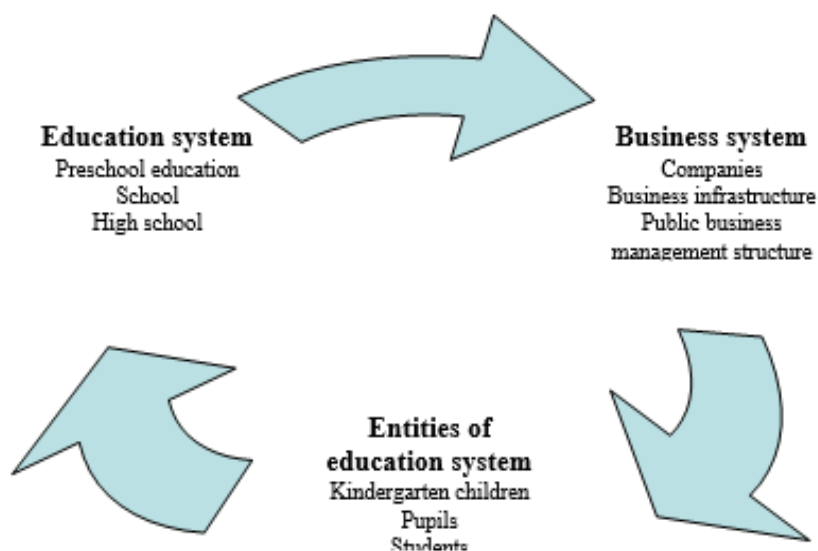 Education system
Preschool education
School
High school
Business system
Companies
Business infrastructure
Public business
management structure
Entities of
education system
Kindergarten children
Pupils
Students